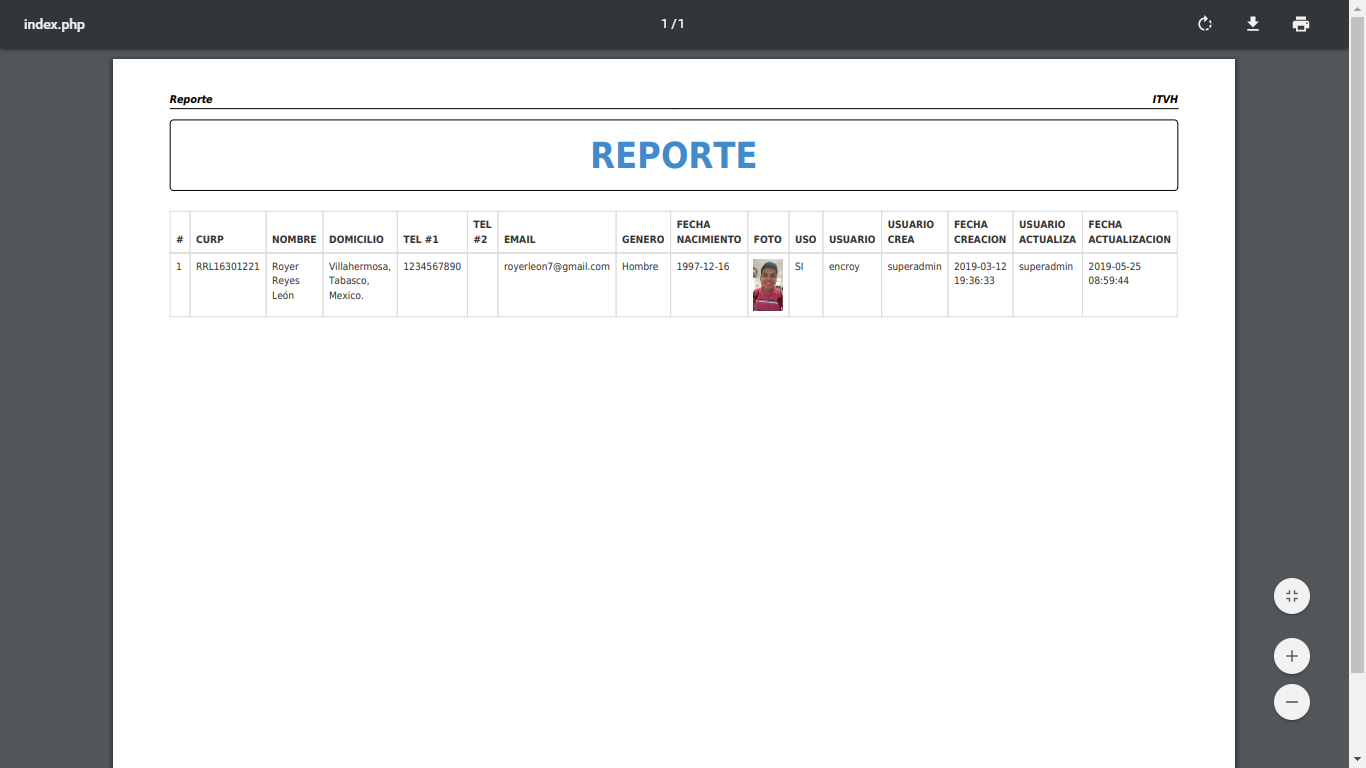 index.php
1 / 1
Reporte ITVH
REPORTE
# CURP NOMBRE DOMICILIO TEL #1 TEL #2 EMAIL GENERO FECHA NACIMIENTO FOTO USO USUARIO USUARIO CREA FECHA CREACION USUARIO ACTUALIZA FECHA ACTUALIZACION
1 RRL16301221 Royer Reyes León Villahermosa, Tabasco, Mexico. 1234567890 royerleon7@gmail.com Hombre 1997-12-16 SI encroy superadmin 2019-03-12 19:36:33 superadmin 2019-05-25 08:59:44